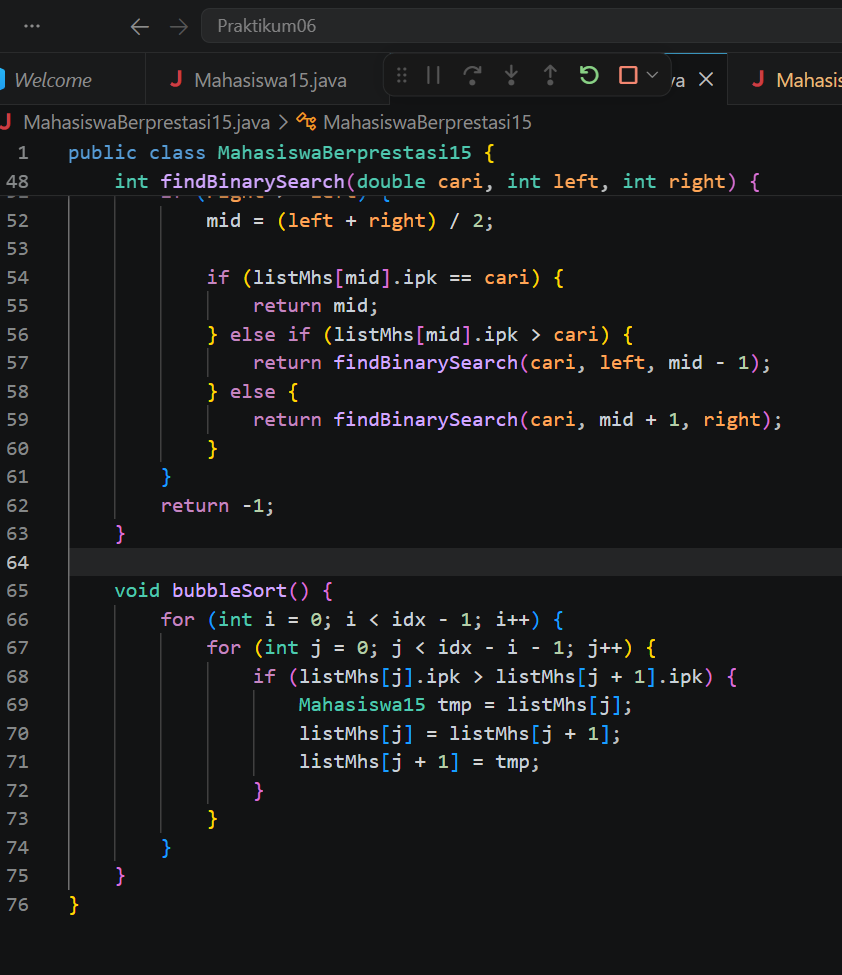 ... Praktikum06
Welcome J Mahasiswa15.java va J Mahasis
J MahasiswaBerprestasi15.java > MahasiswaBerprestasi15
1 public class MahasiswaBerprestasi15 {
48 int findBinarySearch(double cari, int left, int right) {
52 mid = (left + right) / 2;
53
54 if (listMhs[mid].ipk == cari) {
55 return mid;
56 } else if (listMhs[mid].ipk > cari) {
57 return findBinarySearch(cari, left, mid - 1);
58 } else {
59 return findBinarySearch(cari, mid + 1, right);
60 }
61 }
62 return -1;
63 }
64
65 void bubbleSort() {
66 for (int i = 0; i < idx - 1; i++) {
67 for (int j = 0; j < idx - i - 1; j++) {
68 if (listMhs[j].ipk > listMhs[j + 1].ipk) {
69 Mahasiswa15 tmp = listMhs[j];
70 listMhs[j] = listMhs[j + 1];
71 listMhs[j + 1] = tmp;
72 }
73 }
74 }
75 }
76 }